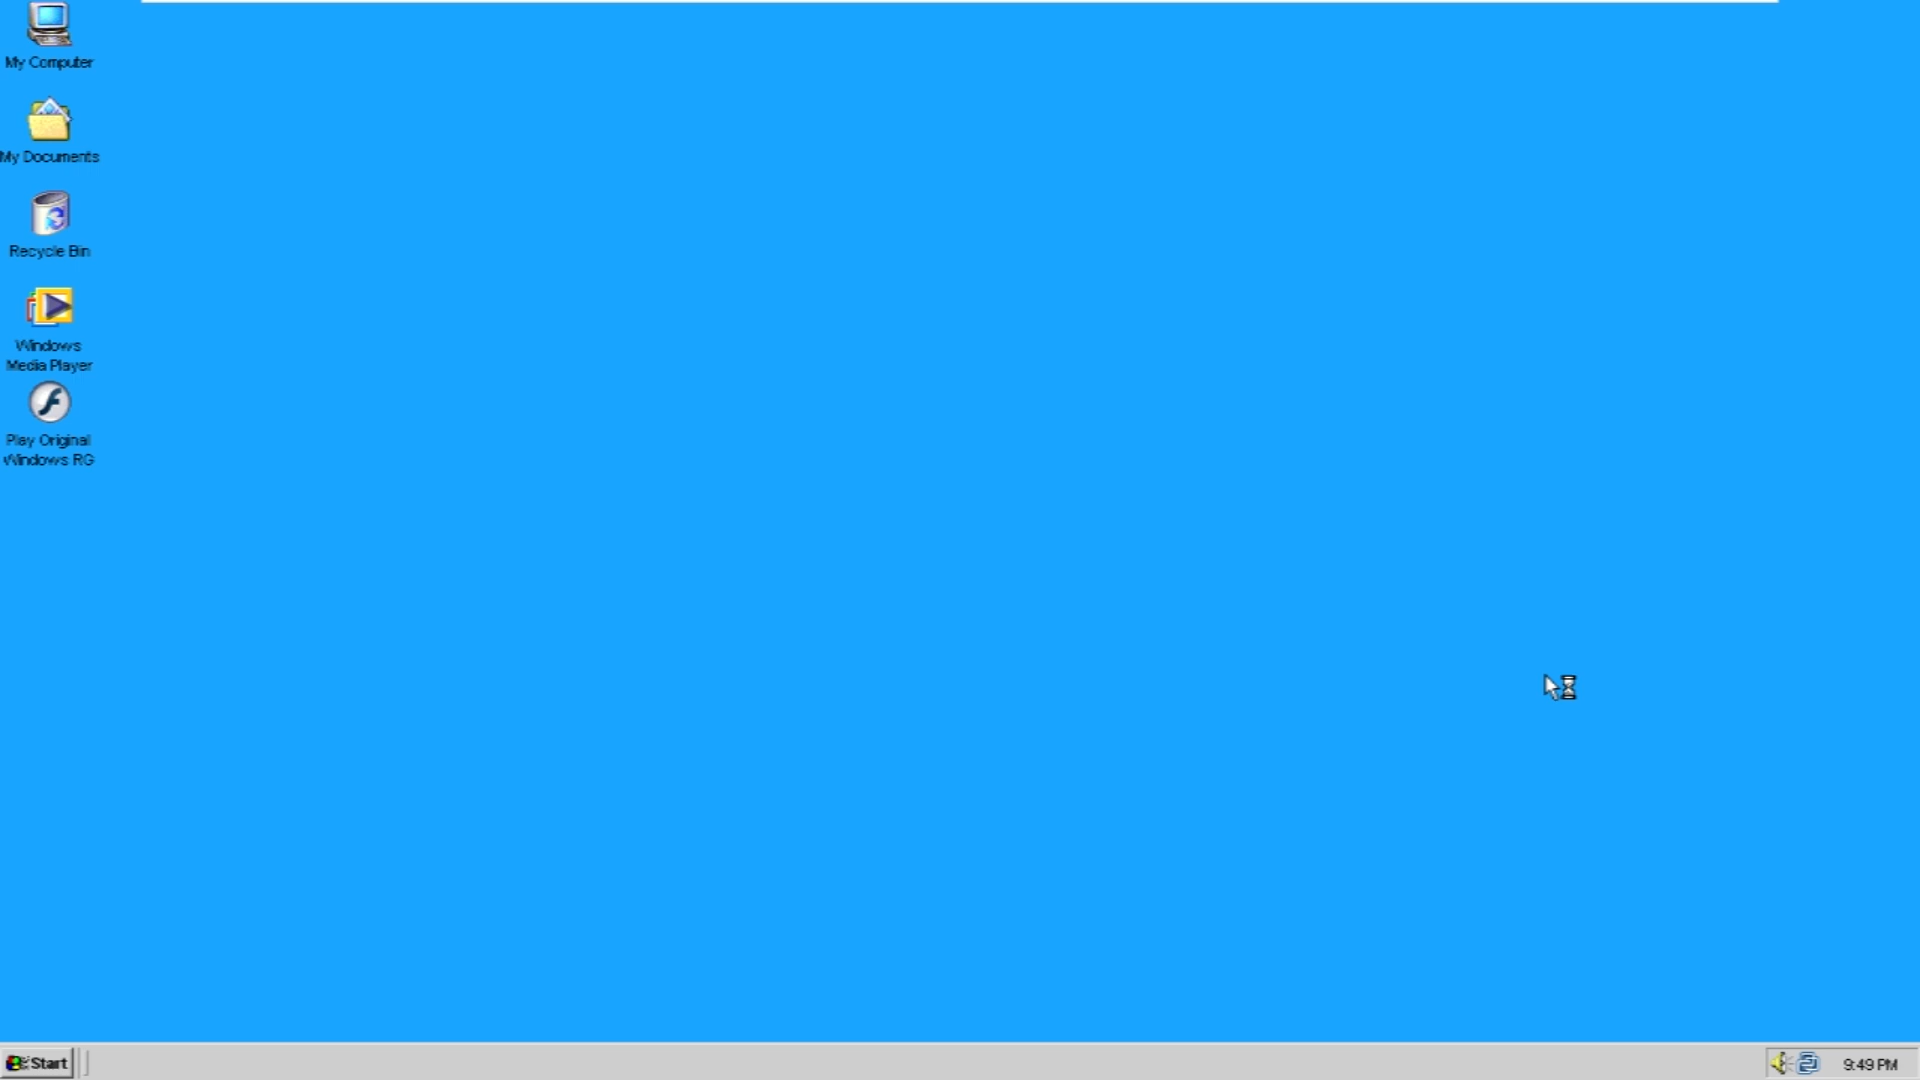 My Computer
My Documents
Recycle Bin
Windows
Media Player
Play Original
Windows RG
Start
9:49 PM